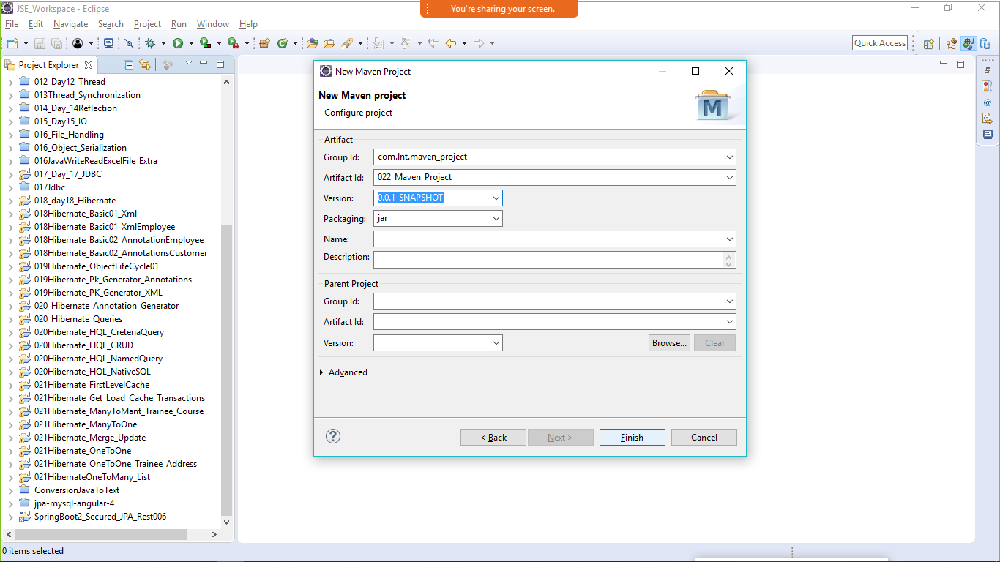 JSE_Workspace - Eclipse
You're sharing your screen.
File Edit Navigate Search Project Run Window Help
Quick Access
Project Explorer
012_Day12_Thread
013Thread_Synchronization
014_Day_14Reflection
015_Day15_IO
016_File_Handling
016_Object_Serialization
016JavaWriteReadExcelFile_Extra
017_Day_17_JDBC
017Jdbc
018_day18_Hibernate
018Hibernate_Basic01_Xml
018Hibernate_Basic01_XmlEmployee
018Hibernate_Basic02_AnnotationEmployee
018Hibernate_Basic02_AnnotationsCustomer
019Hibernate_ObjectLifeCycle01
019Hibernate_Pk_Generator_Annotations
019Hibernate_PK_Generator_XML
020_Hibernate_Annotation_Generator
020_Hibernate_Queries
020Hibernate_HQL_CreteriaQuery
020Hibernate_HQL_CRUD
020Hibernate_HQL_NamedQuery
020Hibernate_HQL_NativeSQL
021Hibernate_FirstLevelCache
021Hibernate_Get_Load_Cache_Transactions
021Hibernate_ManyToMant_Trainee_Course
021Hibernate_ManyToOne
021Hibernate_Merge_Update
021Hibernate_OneToOne
021Hibernate_OneToOne_Trainee_Address
021HibernateOneToMany_List
ConversionJavaToText
jpa-mysql-angular-4
SpringBoot2_Secured_JPA_Rest006
0 items selected
New Maven Project
New Maven project
Configure project
M
Artifact
Group Id: com.lnt.maven_project
Artifact Id: 022_Maven_Project
Version: 0.0.1-SNAPSHOT
Packaging: jar
Name:
Description:
Parent Project
Group Id:
Artifact Id:
Version:
Browse... Clear
Advanced
? < Back Next > Finish Cancel